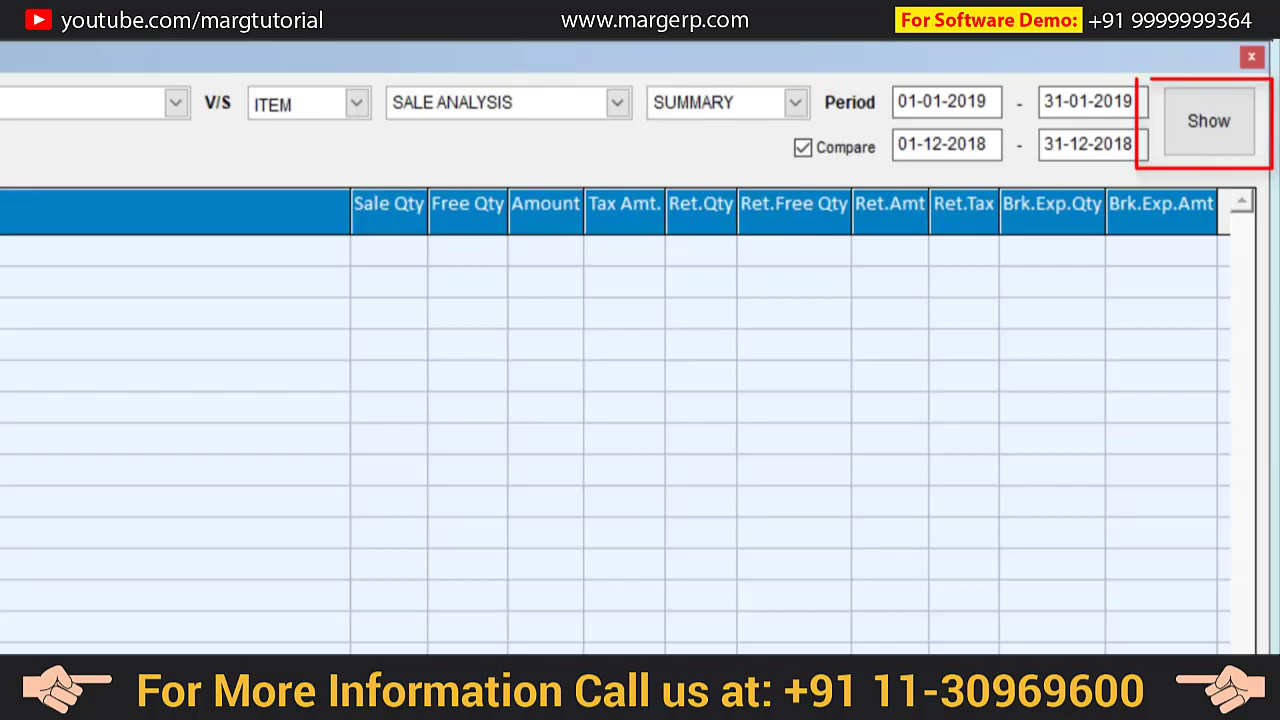 youtube.com/margtutorial www.margerp.com For Software Demo: +91 9999999364
x
V/S ITEM SALE ANALYSIS SUMMARY Period 01-01-2019 - 31-01-2019 Show
Compare 01-12-2018 - 31-12-2018
Sale Qty Free Qty Amount Tax Amt. Ret.Qty Ret.Free Qty Ret.Amt Ret.Tax Brk.Exp.Qty Brk.Exp.Amt
For More Information Call us at: +91 11-30969600